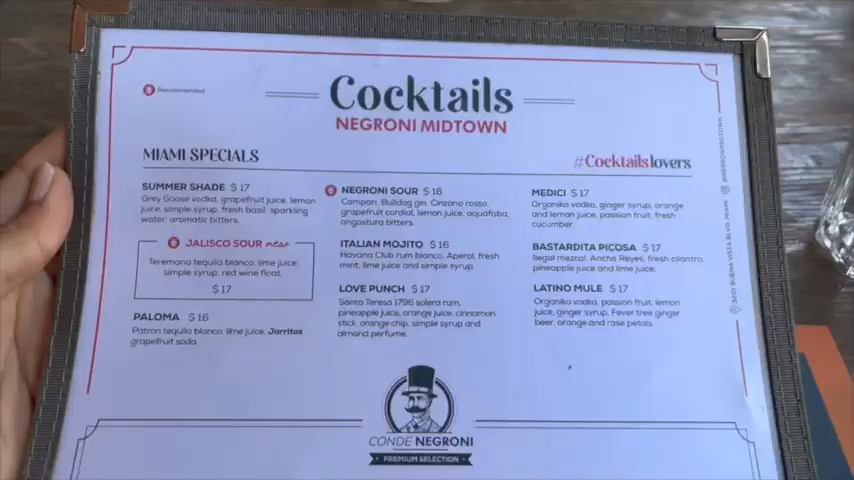 Recommended
Cocktails
NEGRONI MIDTOWN
MIAMI SPECIALS
#Cocktailslovers
SUMMER SHADE $17
Grey Goose vodka, grapefruit juice, lemon
juice, simple syrup, fresh basil, sparkling
water, aromatic bitters.
JALISCO SOUR new
Teremana tequila blanco, lime juice,
simple syrup, red wine float.
$17
PALOMA $16
Patron tequila blanco, lime juice, Jarritos
grapefruit soda.
NEGRONI SOUR $16
Campari, Bulldog gin, Cinzano rosso,
grapefruit cordial, lemon juice, aquafaba,
angostura bitters.
ITALIAN MOJITO $16
Havana Club rum blanco, Aperol, fresh
mint, lime juice and simple syrup.
LOVE PUNCH $17
Santa Teresa 1796 solera rum,
pineapple juice, orange juice, cinnamon
stick, orange chip, simple syrup and
almond perfume.
MEDICI $17
Organika vodka, ginger syrup, orange
and lemon juice, passion fruit, fresh
cucumber.
BASTARDITA PICOSA $17
Ilegal mezcal, Ancho Reyes, fresh cilantro,
pineapple juice and lime juice.
LATINO MULE $17
Organika vodka, passion fruit, lemon
juice, ginger syrup, Fever tree ginger
beer, orange and rose petals.
@NEGRONIMIDTOWN
3201 BUENA VISTA BLVD. MIAMI
CONDE NEGRONI
PREMIUM SELECTION